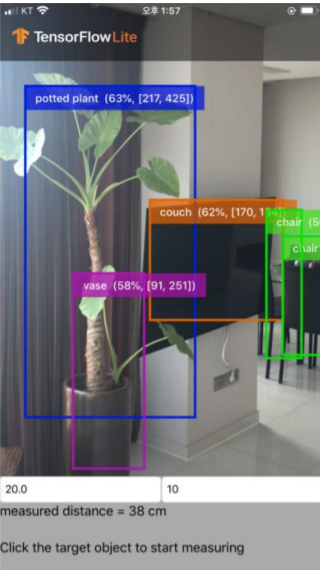 KT 오후 1:57
TensorFlow Lite
potted plant (63%, [217, 425])
couch (62%, [170,
chair
chair
vase (58%, [91, 251])
20.0 10
measured distance = 38 cm
Click the target object to start measuring